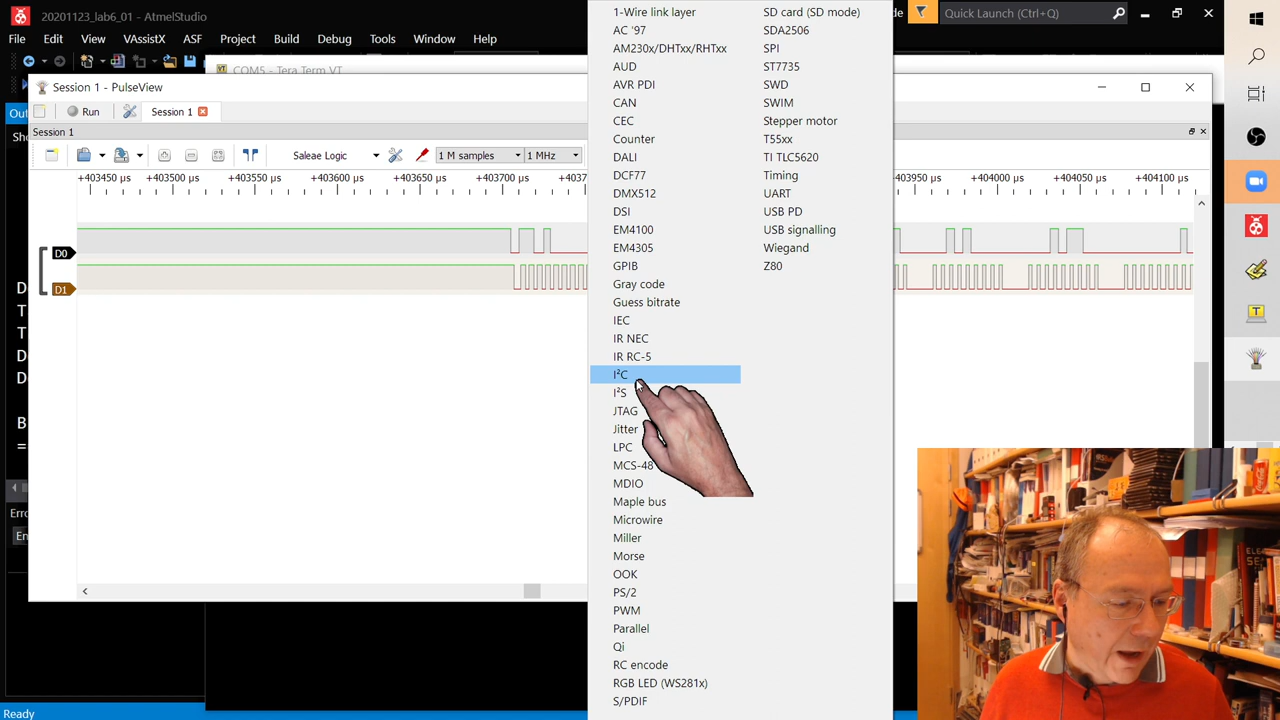 20201123_lab6_01 - AtmelStudio
Quick Launch (Ctrl+Q)
File Edit View VAssistX ASF Project Build Debug Tools Window Help
COM5 - Tera Term VT
Session 1 - PulseView
Run
Session 1
Session 1
Saleae Logic
1 M samples
1 MHz
+403450 µs +403500 µs +403550 µs +403600 µs +403650 µs +403700 µs
+403950 µs +404000 µs +404050 µs +404100 µs
D0
D1
1-Wire link layer
AC '97
AM230x/DHTxx/RHTxx
AUD
AVR PDI
CAN
CEC
Counter
DALI
DCF77
DMX512
DSI
EM4100
EM4305
GPIB
Gray code
Guess bitrate
IEC
IR NEC
IR RC-5
I²C
I²S
JTAG
Jitter
LPC
MCS-48
MDIO
Maple bus
Microwire
Miller
Morse
OOK
PS/2
PWM
Parallel
Qi
RC encode
RGB LED (WS281x)
S/PDIF
SD card (SD mode)
SDA2506
SPI
ST7735
SWD
SWIM
Stepper motor
T55xx
TI TLC5620
Timing
UART
USB PD
USB signalling
Wiegand
Z80
Ready